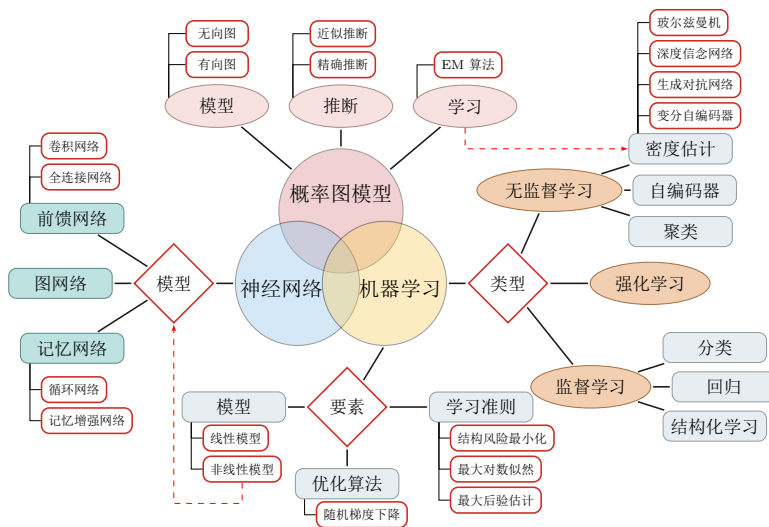 无向图
有向图
模型
近似推断
精确推断
推断
EM 算法
学习
玻尔兹曼机
深度信念网络
生成对抗网络
变分自编码器
密度估计
无监督学习
自编码器
聚类
概率图模型
神经网络
机器学习
卷积网络
全连接网络
前馈网络
图网络
记忆网络
循环网络
记忆增强网络
模型
类型
强化学习
监督学习
分类
回归
结构化学习
要素
模型
线性模型
非线性模型
优化算法
随机梯度下降
学习准则
结构风险最小化
最大对数似然
最大后验估计